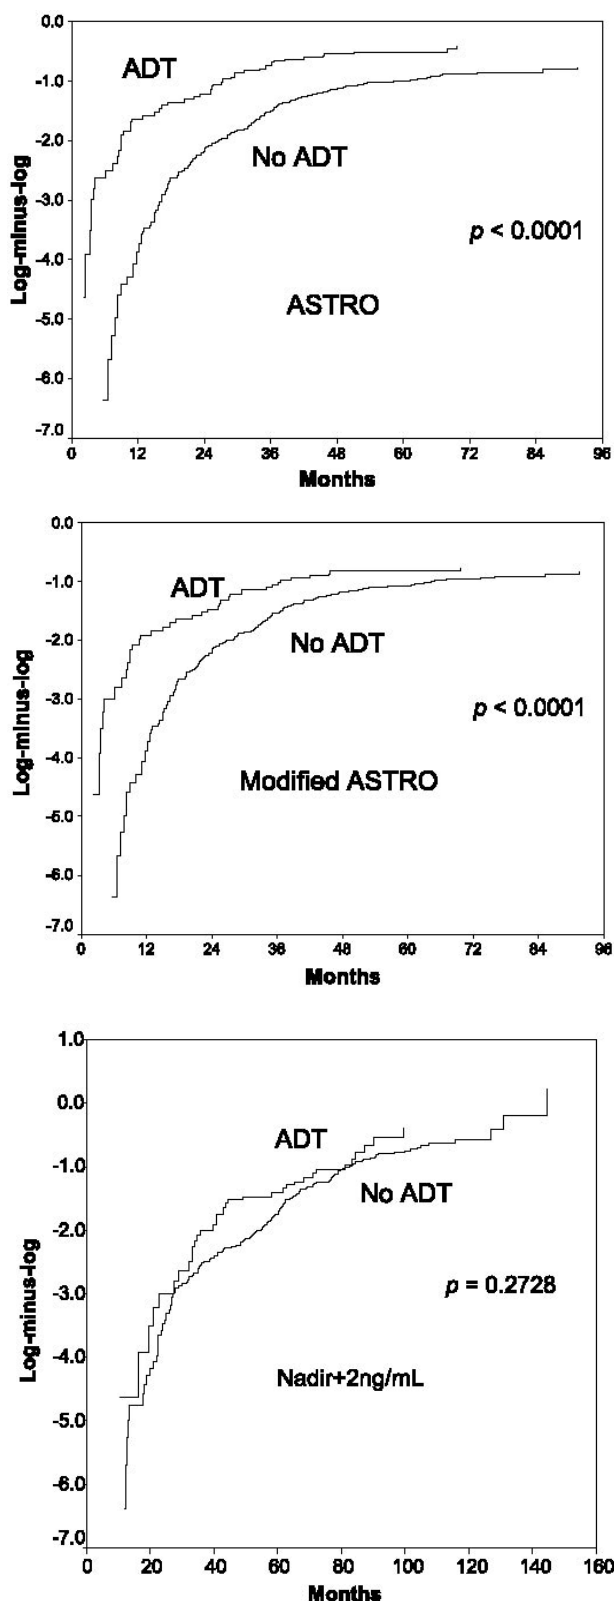 0.0
-1.0
-2.0
-3.0
-4.0
-5.0
-6.0
-7.0
Log-minus-log
ADT
No ADT
p < 0.0001
ASTRO
0 12 24 36 48 60 72 84 96
Months
0.0
-1.0
-2.0
-3.0
-4.0
-5.0
-6.0
-7.0
Log-minus-log
ADT
No ADT
p < 0.0001
Modified ASTRO
0 12 24 36 48 60 72 84 96
Months
1.0
0.0
-1.0
-2.0
-3.0
-4.0
-5.0
-6.0
-7.0
Log-minus-log
ADT
No ADT
p = 0.2728
Nadir+2ng/mL
0 20 40 60 80 100 120 140 160
Months